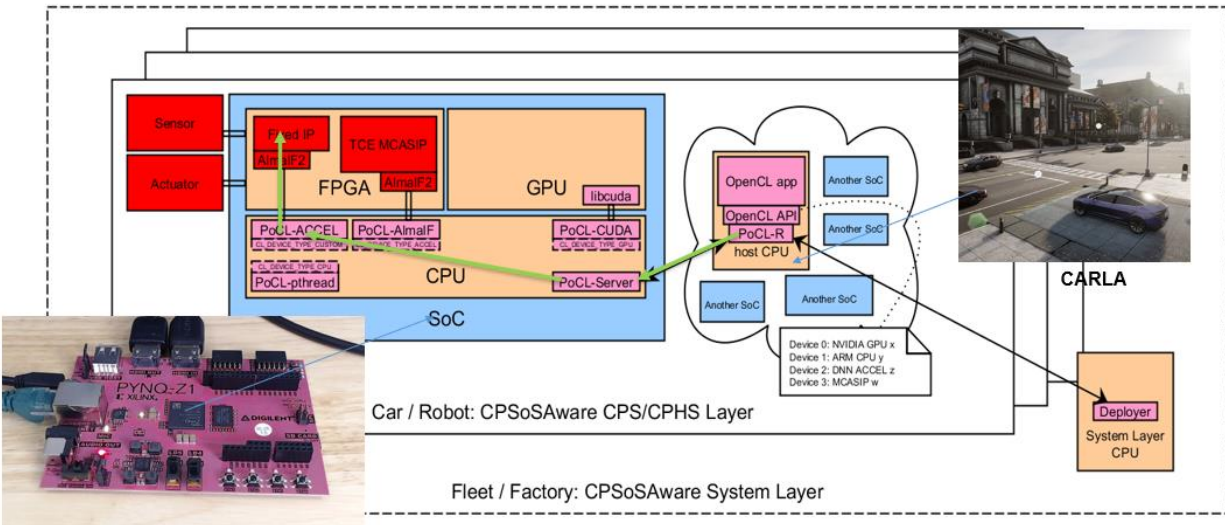 Sensor
Actuator
Fixed IP
AlmaIF2
TCE MCASIP
AlmaIF2
FPGA
GPU
libcuda
PoCL-ACCEL
CL_DEVICE_TYPE_CUSTOM
PoCL-AlmaIF
DEVICE_TYPE_ACCEL
PoCL-CUDA
CL_DEVICE_TYPE_GPU
CL_DEVICE_TYPE_CPU
PoCL-pthread
CPU
PoCL-Server
SoC
OpenCL app
OpenCL API
PoCL-R
host CPU
Another SoC
Another SoC
Another SoC
Another SoC
Device 0: NVIDIA GPU x
Device 1: ARM CPU y
Device 2: DNN ACCEL z
Device 3: MCASIP w
CARLA
PYNQ-Z1
XILINX
DIGILENT
AUDIO OUT
Car / Robot: CPSoSAware CPS/CPHS Layer
Deployer
System Layer
CPU
Fleet / Factory: CPSoSAware System Layer